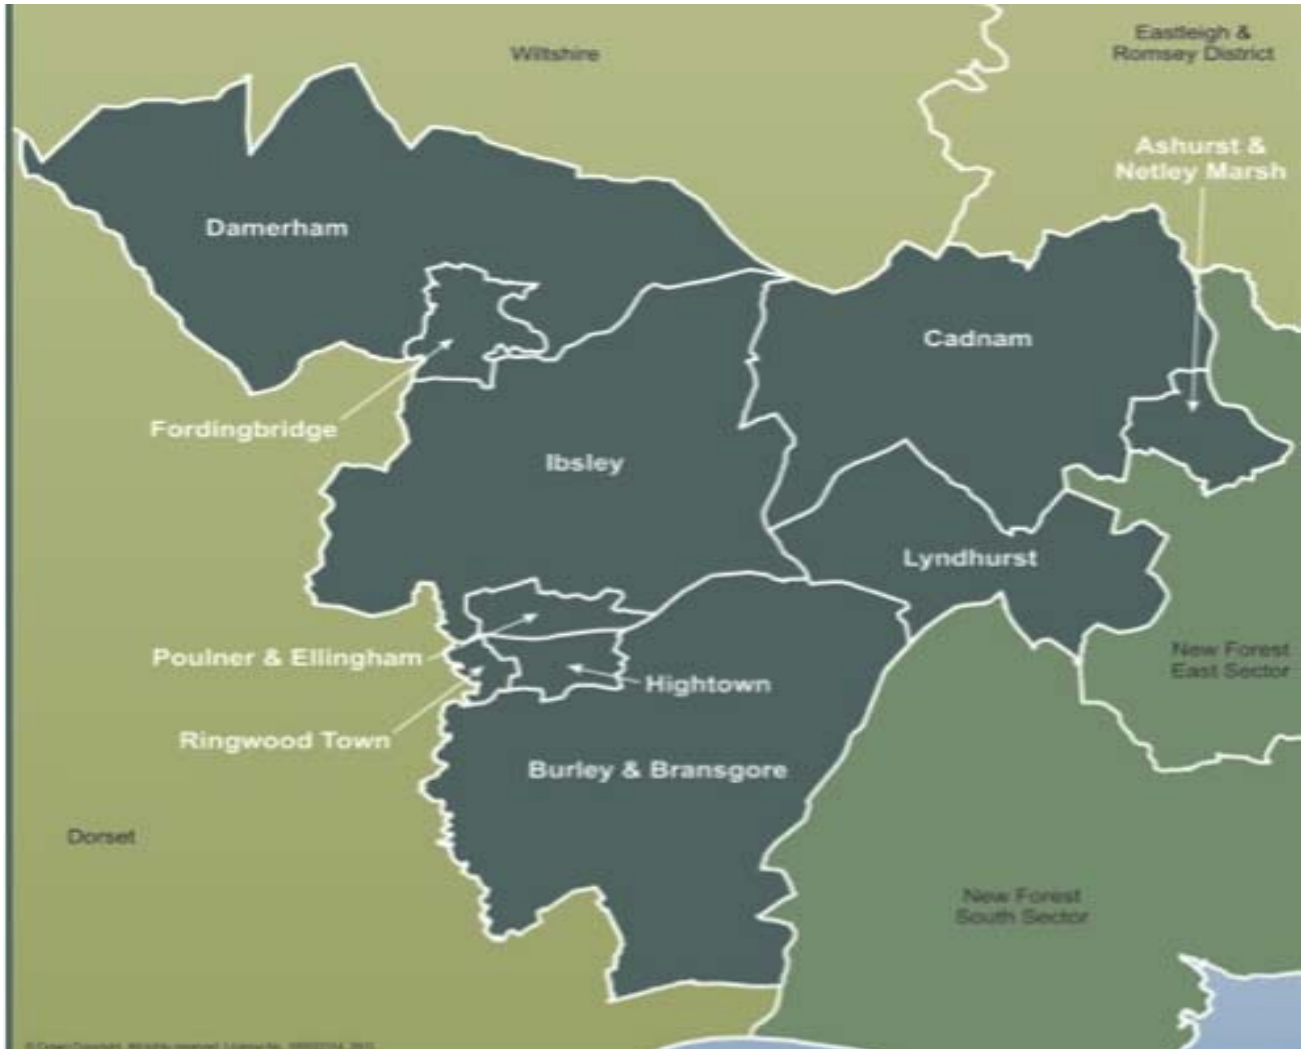 Wiltshire
Eastleigh &
Romsey District
Ashurst &
Netley Marsh
Damerham
Cadnam
Fordingbridge
Ibsley
Lyndhurst
Poulner & Ellingham
New Forest
East Sector
Hightown
Ringwood Town
Burley & Bransgore
Dorset
New Forest
South Sector